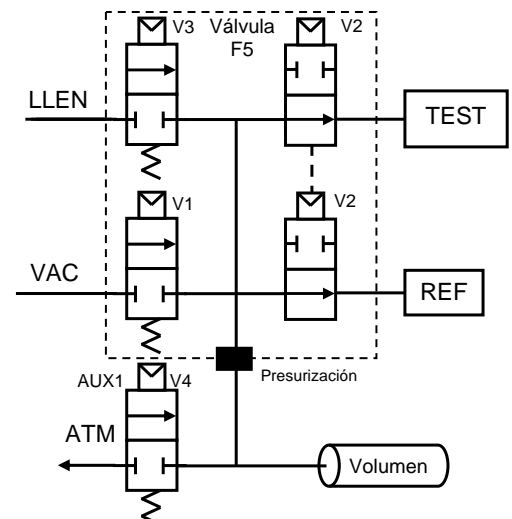 V3
Válvula
F5
V2
LLEN
TEST
V1
V2
VAC
REF
Presurización
AUX1
V4
ATM
Volumen